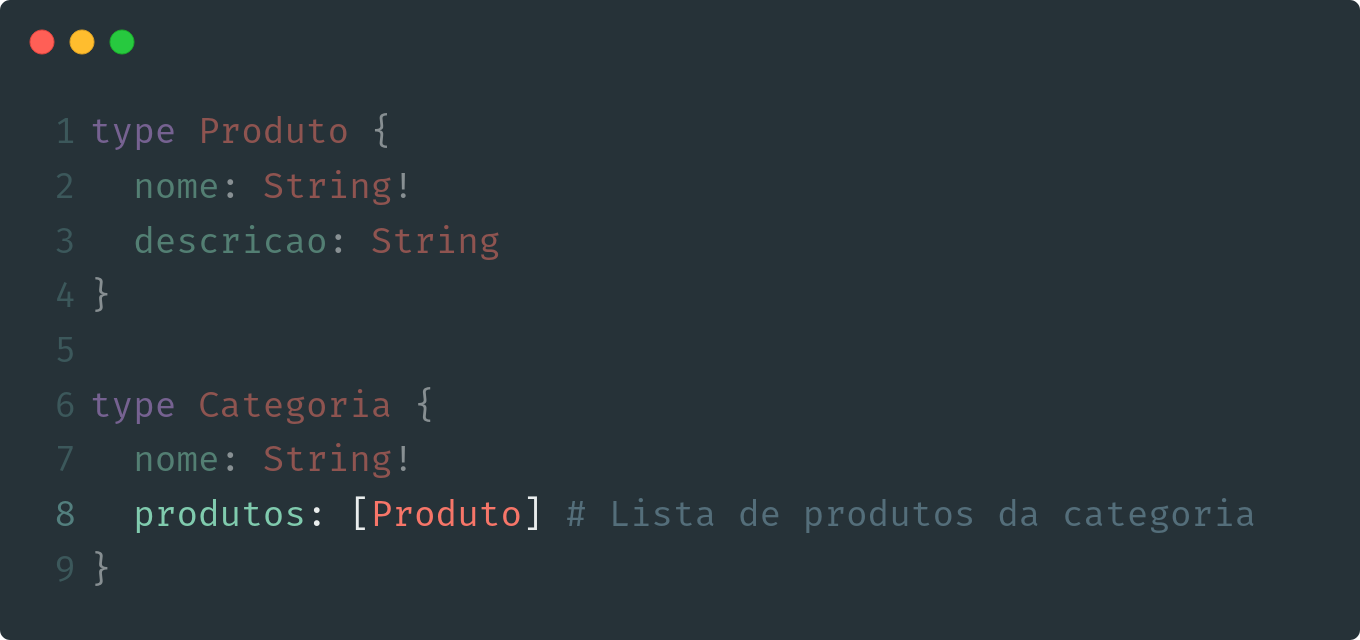 1 type Produto {
2   nome: String!
3   descricao: String
4 }
5
6 type Categoria {
7   nome: String!
8   produtos: [Produto] # Lista de produtos da categoria
9 }